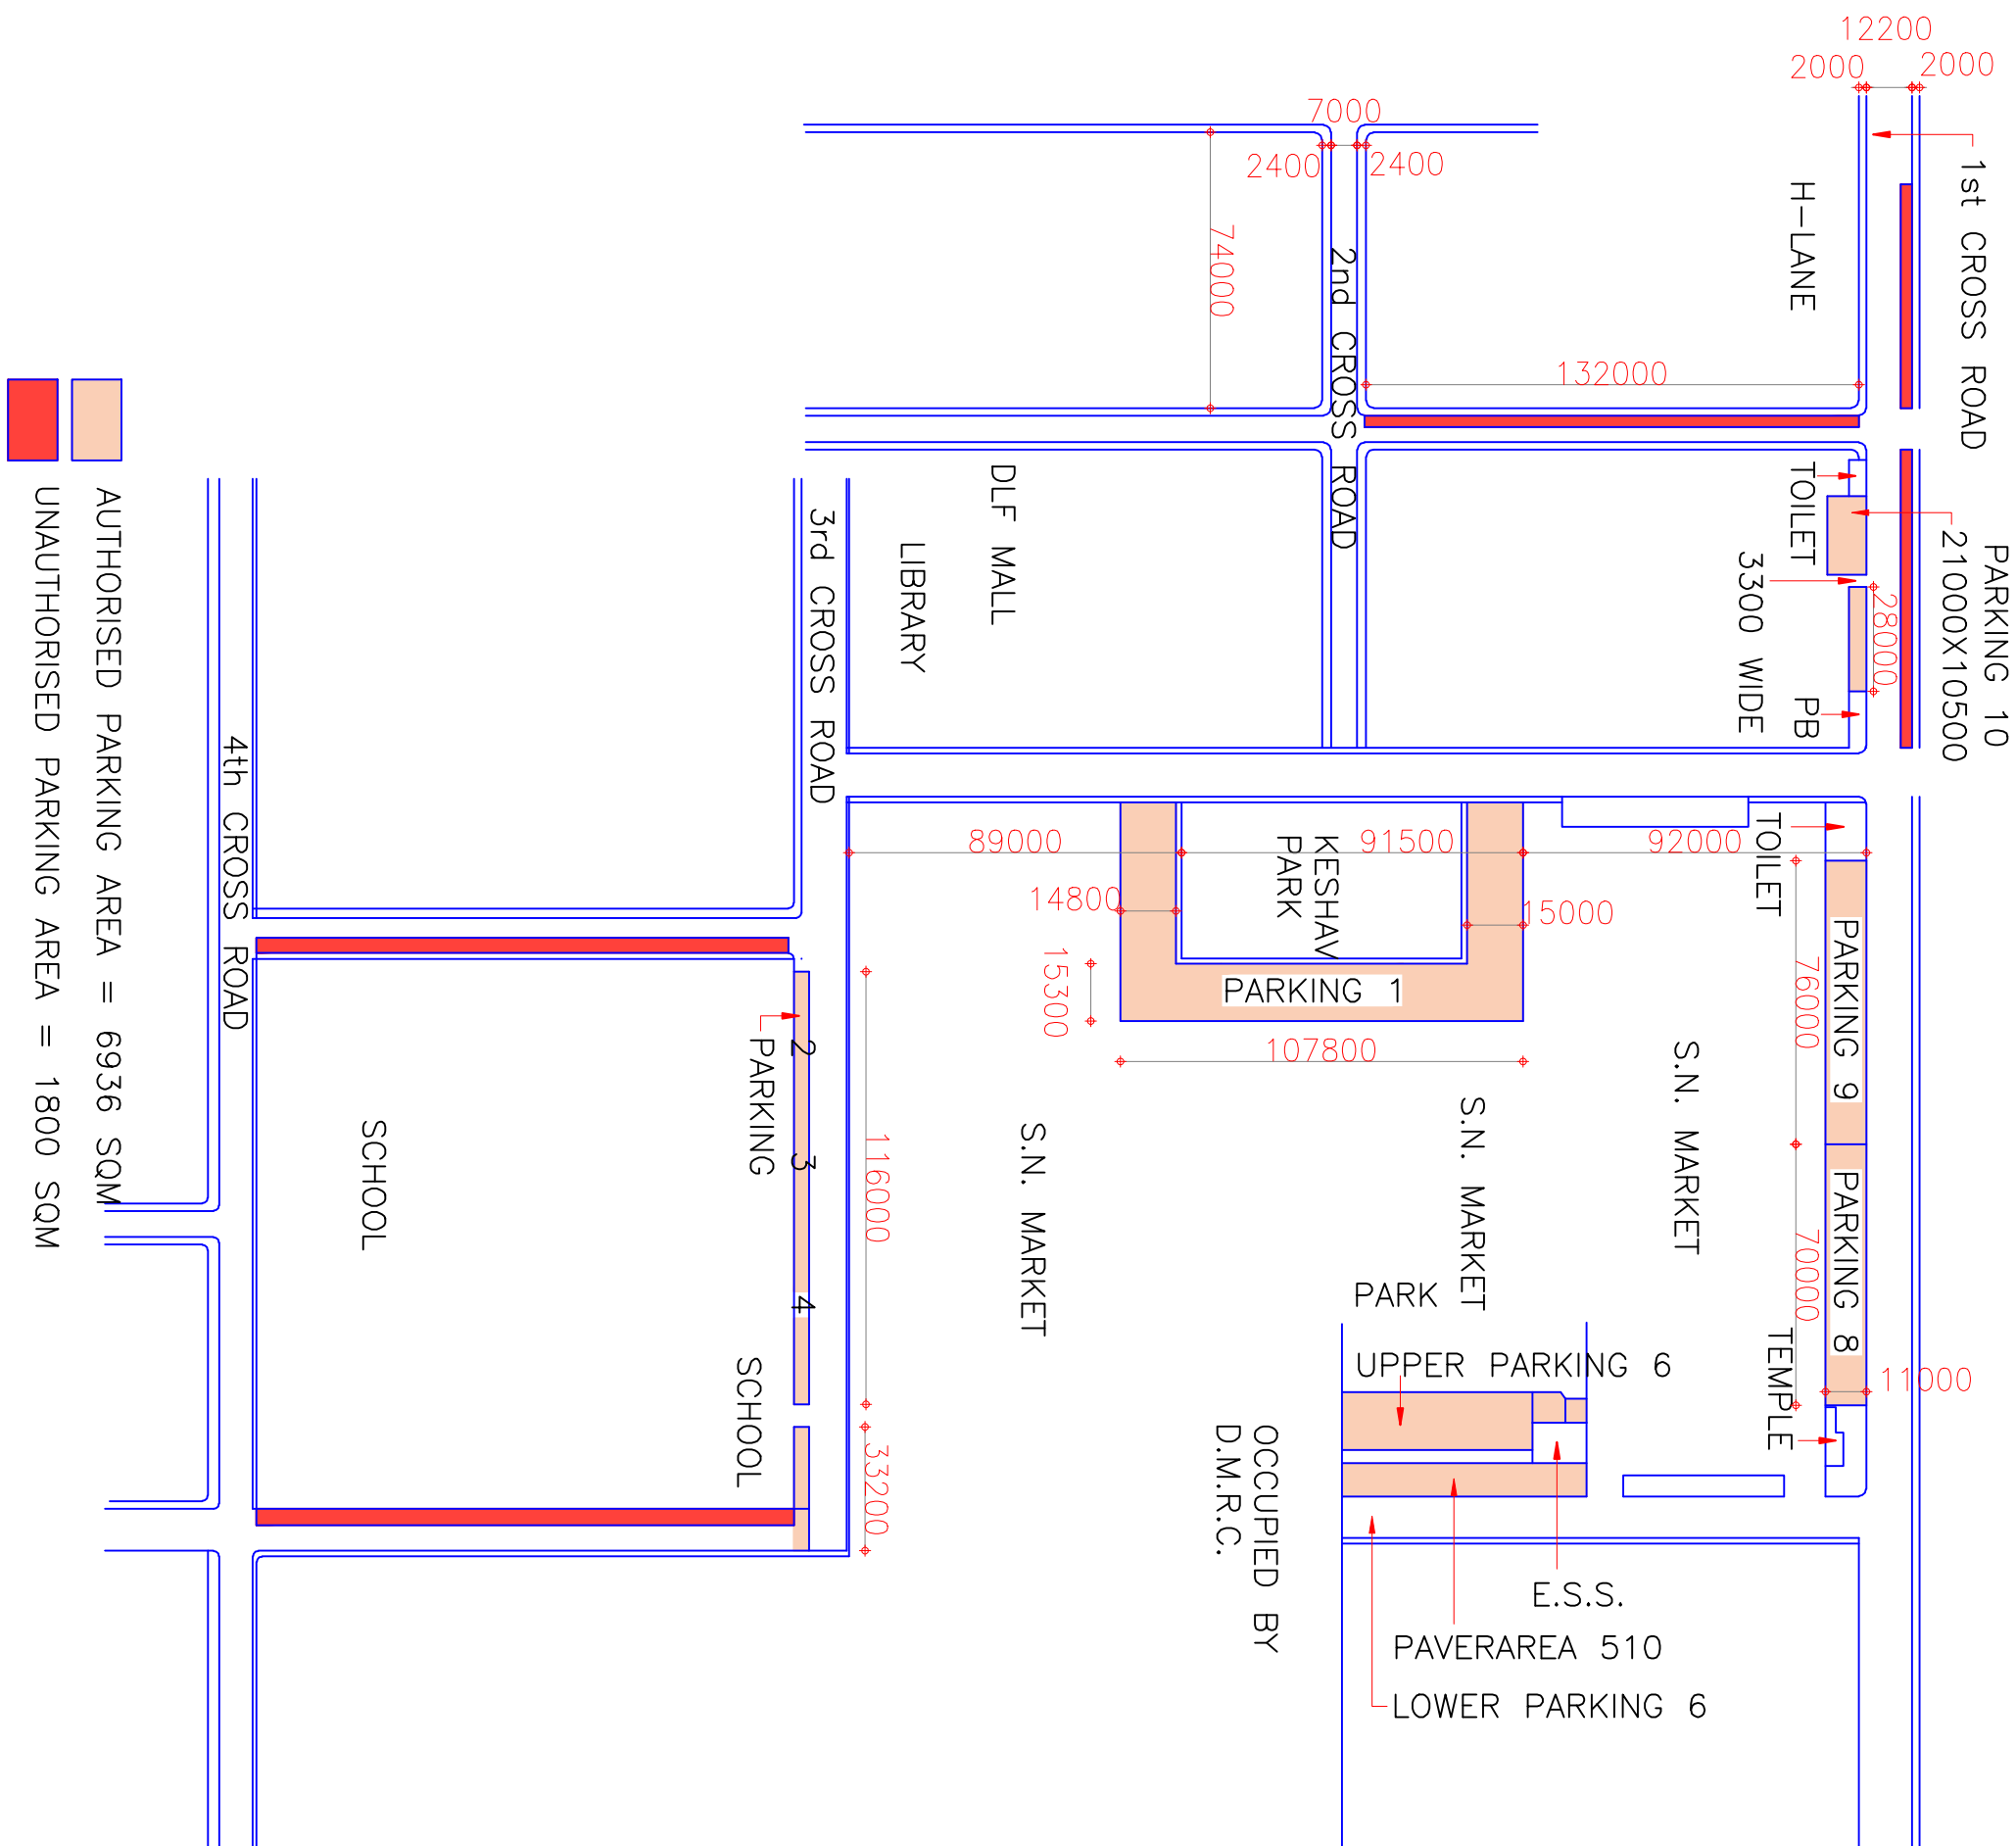 12200
2000
2000
1st CROSS ROAD
H-LANE
7000
2400
2400
74000
2nd CROSS ROAD
132000
TOILET
PARKING 10
21000X10500
3300 WIDE
28000
PB
DLF MALL
LIBRARY
3rd CROSS ROAD
4th CROSS ROAD
AUTHORISED PARKING AREA = 6936 SQM
UNAUTHORISED PARKING AREA = 1800 SQM
89000
91500
92000
14800
15000
15300
KESHAV
PARK
PARKING 1
107800
TOILET
PARKING 9
76000
PARKING 8
70000
11000
TEMPLE
S.N. MARKET
S.N. MARKET
S.N. MARKET
PARKING
2
3
4
116000
33200
SCHOOL
SCHOOL
PARK
UPPER PARKING 6
OCCUPIED BY
D.M.R.C.
E.S.S.
PAVERAREA 510
LOWER PARKING 6